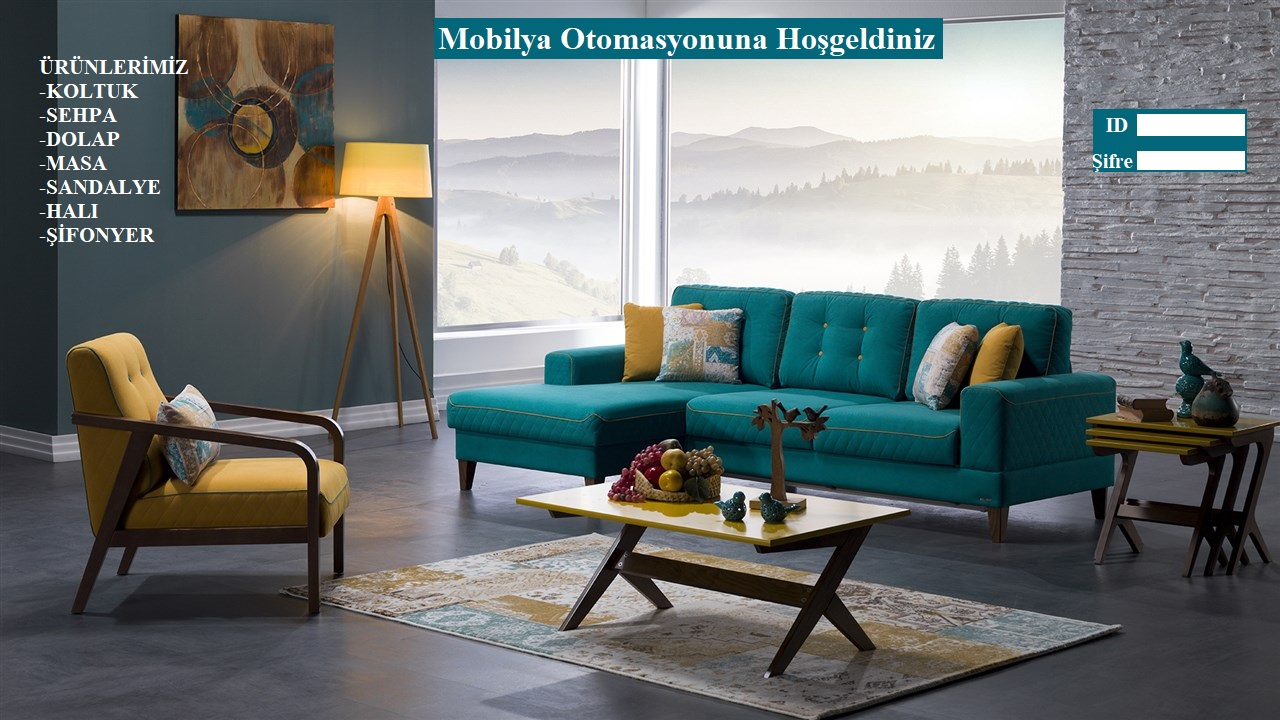 Mobilya Otomasyonuna Hoşgeldiniz
ÜRÜNLERİMİZ
-KOLTUK
-SEHPA
-DOLAP
-MASA
-SANDALYE
-HALI
-ŞİFONYER
ID
Şifre